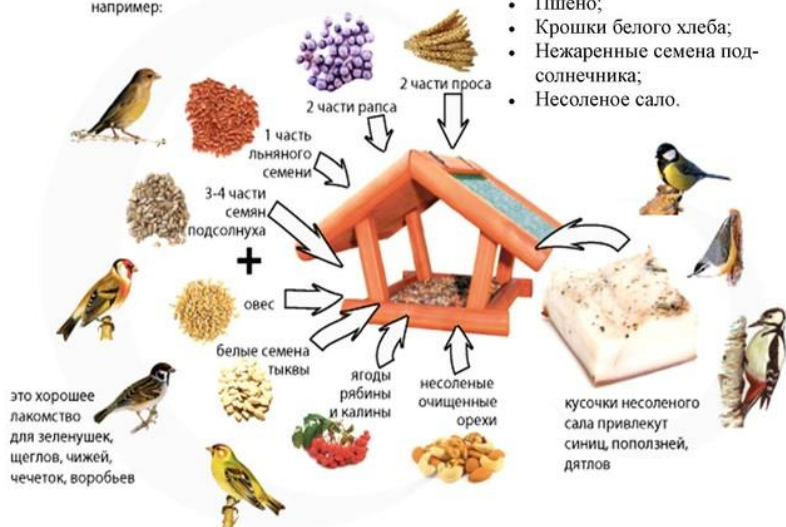 например:
• Пшено;
• Крошки белого хлеба;
• Нежаренные семена под-
солнечника;
• Несоленое сало.
2 части проса
2 части рапса
1 часть
льняного
семени
3-4 части
семян
подсолнуха
+
овес
белые семена
тыквы
ягоды
рябины
и калины
несоленые
очищенные
орехи
это хорошее
лакомство
для зеленушек,
щеглов, чижей,
чечеток, воробьев
кусочки несоленого
сала привлекут
синиц, поползней,
дятлов